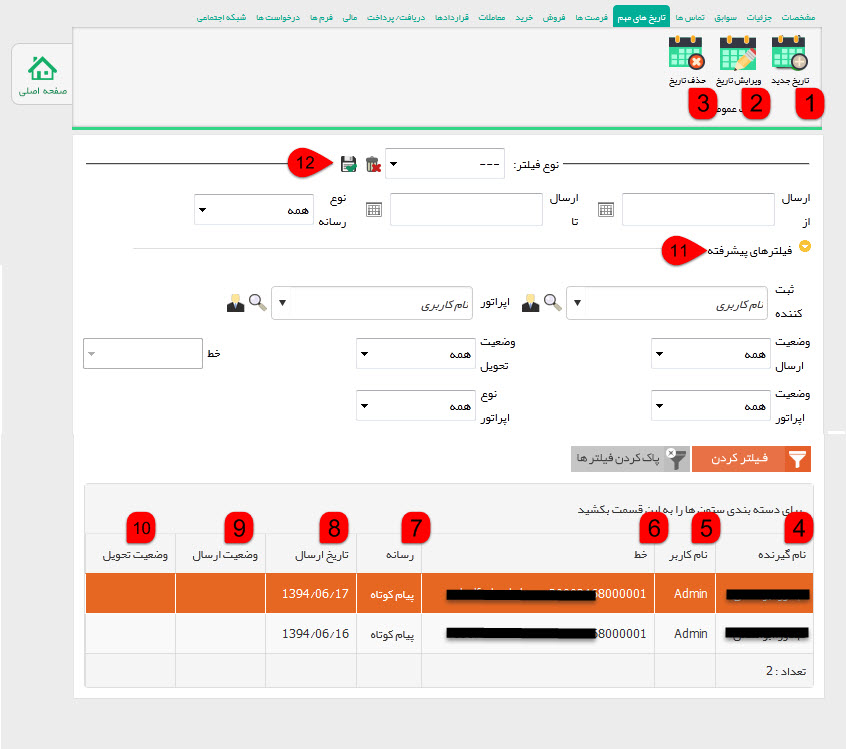 مشخصات جزئیات سوابق تماس ها تاریخ های مهم فرصت ها فروش خرید معاملات قراردادها دریافت/پرداخت مالی فرم ها درخواست ها شبکه اجتماعی
تاریخ جدید ویرایش تاریخ حذف تاریخ
صفحه اصلی
1 2 3
نوع فیلتر: --- 12
ارسال از ارسال تا نوع رسانه همه
فیلترهای پیشرفته 11
ثبت کننده نام کاربری اپراتور نام کاربری
وضعیت ارسال همه وضعیت تحویل همه خط
وضعیت اپراتور همه نوع اپراتور همه
فیلتر کردن پاک کردن فیلتر ها
برای دسته بندی ستون ها را به این قسمت بکشید
4 5 6 7 8 9 10
نام گیرنده نام کاربر خط رسانه تاریخ ارسال وضعیت ارسال وضعیت تحویل
Admin 8000001 پیام کوتاه 1394/06/17
Admin 8000001 پیام کوتاه 1394/06/16
تعداد : 2